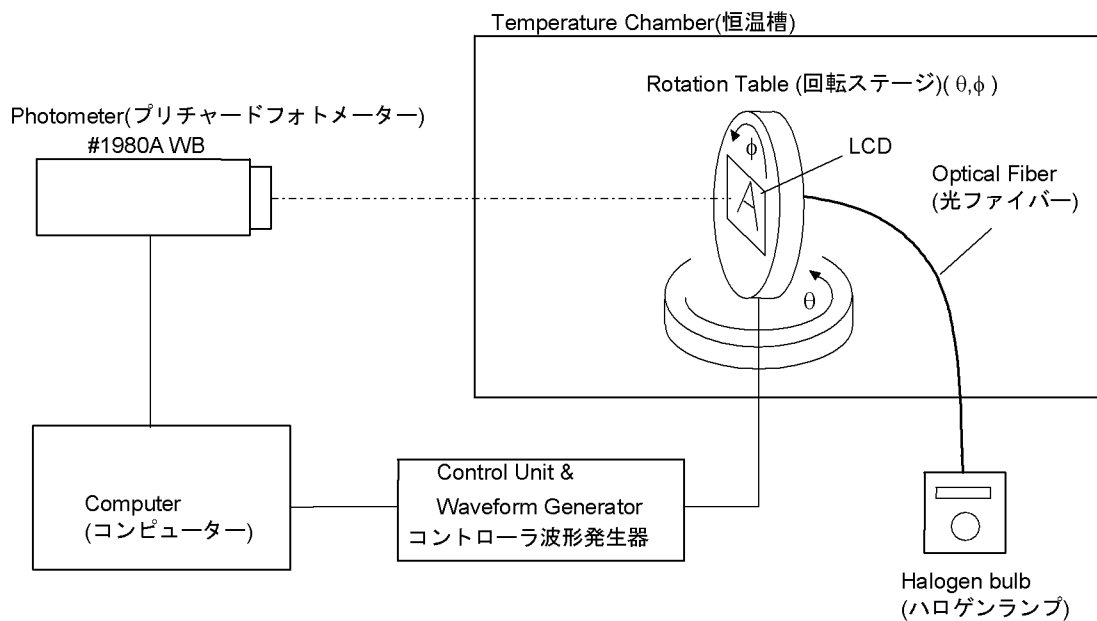 Temperature Chamber(恒温槽)
Rotation Table (回転ステージ)( θ,ϕ )
Photometer(プリチャードフォトメーター)
#1980A WB
ϕ
LCD
A
Optical Fiber
(光ファイバー)
θ
Computer
(コンピューター)
Control Unit &
Waveform Generator
コントローラ波形発生器
Halogen bulb
(ハロゲンランプ)